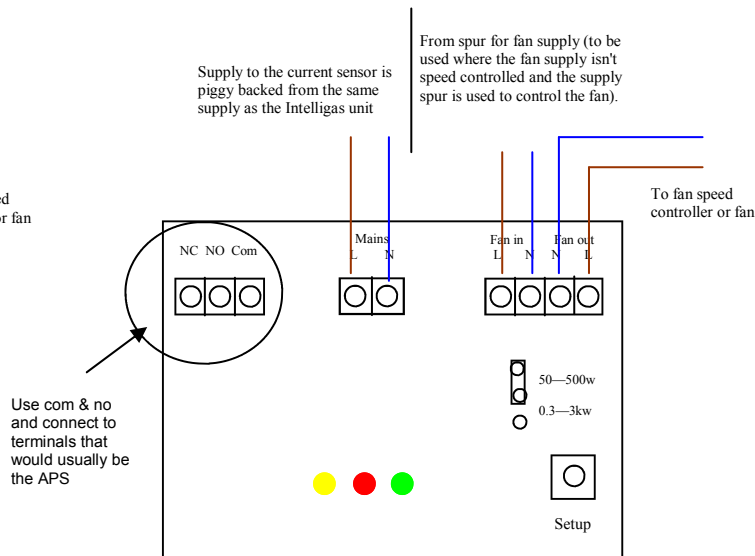 From spur for fan supply (to be
used where the fan supply isn't
speed controlled and the supply
spur is used to control the fan).
Supply to the current sensor is
piggy backed from the same
supply as the Intelligas unit
or fan
To fan speed
controller or fan
NC NO Com
Mains
L N
Fan in Fan out
L N N L
50—500w
0.3—3kw
Use com & no
and connect to
terminals that
would usually be
the APS
Setup